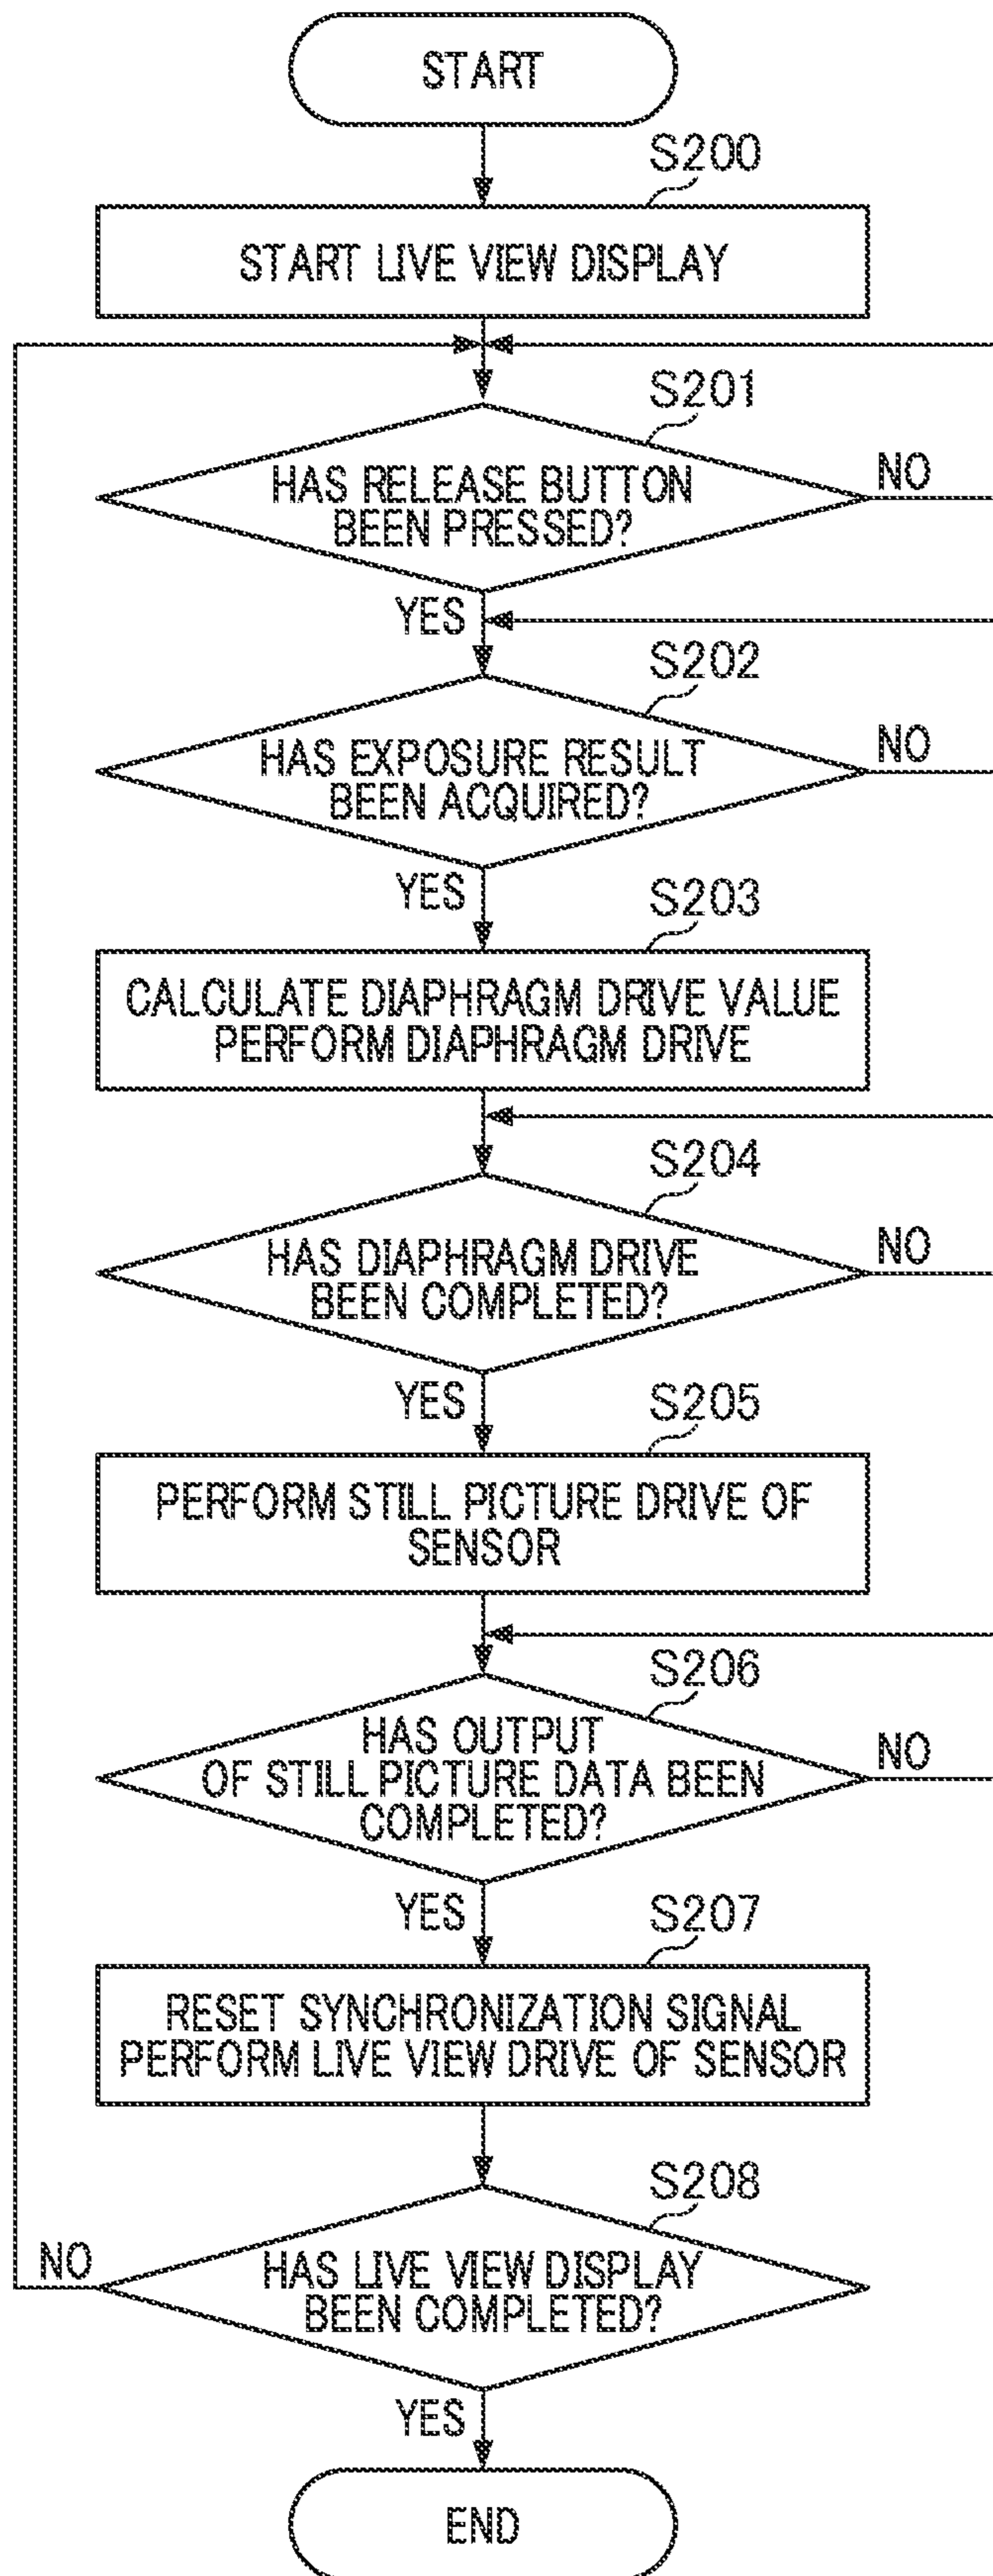 START
S200
START LIVE VIEW DISPLAY
S201
HAS RELEASE BUTTON
BEEN PRESSED?
NO
YES
S202
HAS EXPOSURE RESULT
BEEN ACQUIRED?
NO
YES
S203
CALCULATE DIAPHRAGM DRIVE VALUE
PERFORM DIAPHRAGM DRIVE
S204
HAS DIAPHRAGM DRIVE
BEEN COMPLETED?
NO
YES
S205
PERFORM STILL PICTURE DRIVE OF
SENSOR
S206
HAS OUTPUT
OF STILL PICTURE DATA BEEN
COMPLETED?
NO
YES
S207
RESET SYNCHRONIZATION SIGNAL
PERFORM LIVE VIEW DRIVE OF SENSOR
S208
NO
HAS LIVE VIEW DISPLAY
BEEN COMPLETED?
YES
END